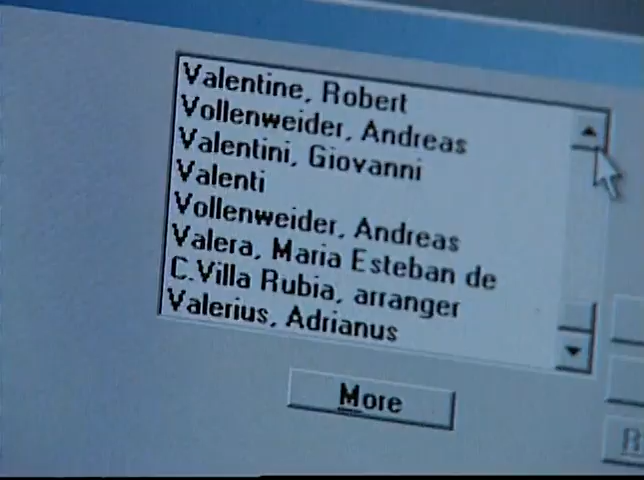 Valentine, Robert
Vollenweider, Andreas
Valentini, Giovanni
Valenti
Vollenweider, Andreas
Valera, Maria Esteban de
C.Villa Rubia, arranger
Valerius, Adrianus
More
R